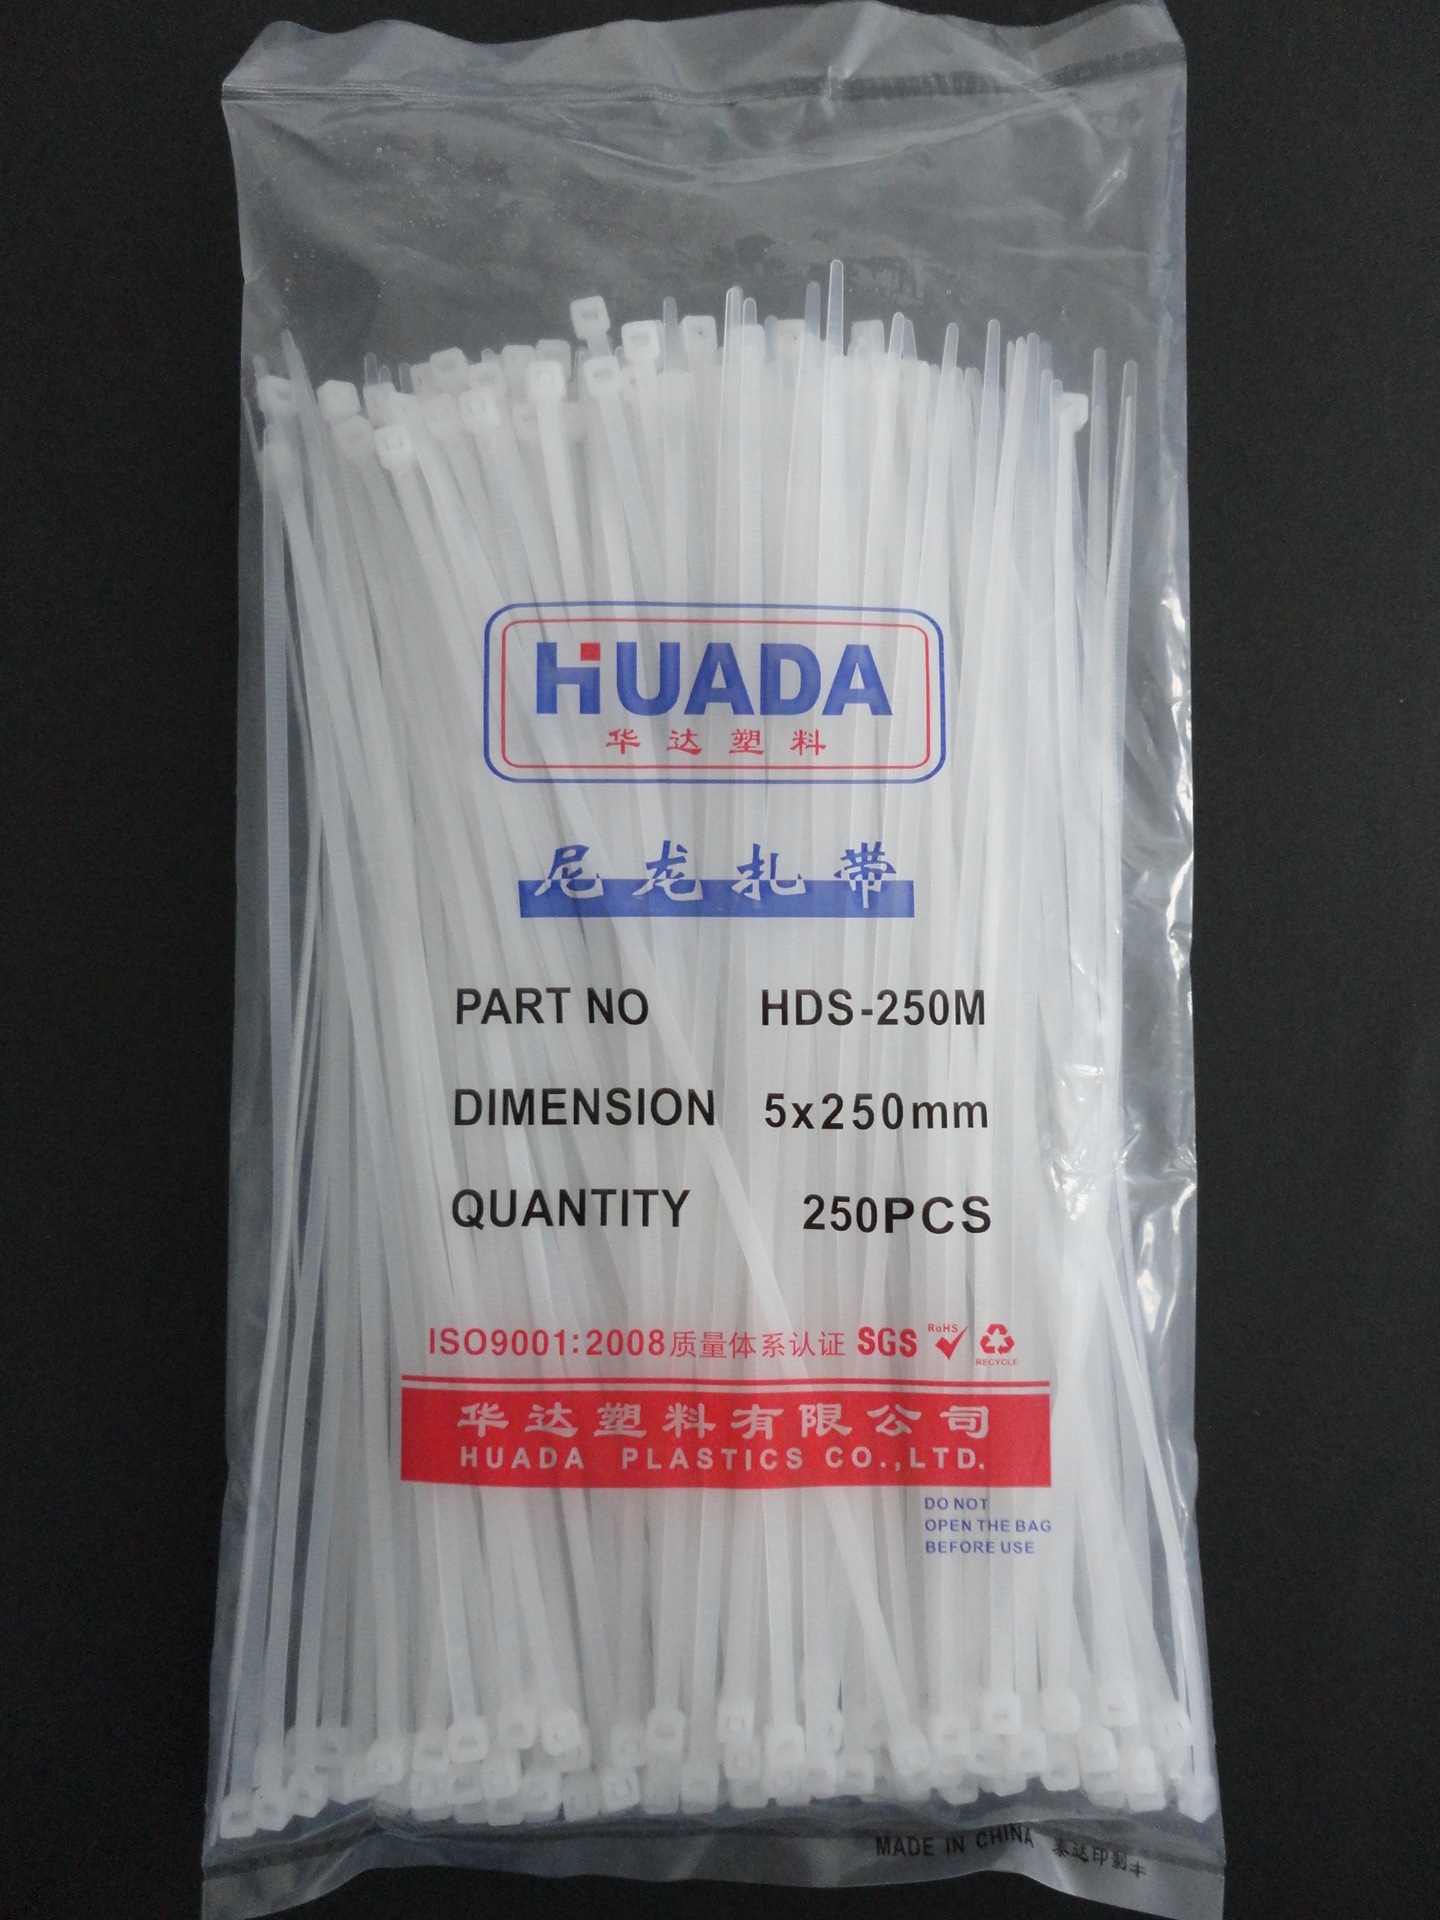 HUADA
华达塑料
尼龙扎带
PART NO HDS-250M
DIMENSION 5x250mm
QUANTITY 250PCS
ISO9001:2008质量体系认证 SGS RoHS RECYCLE
华达塑料有限公司
HUADA PLASTICS CO.,LTD.
DO NOT
OPEN THE BAG
BEFORE USE
MADE IN CHINA